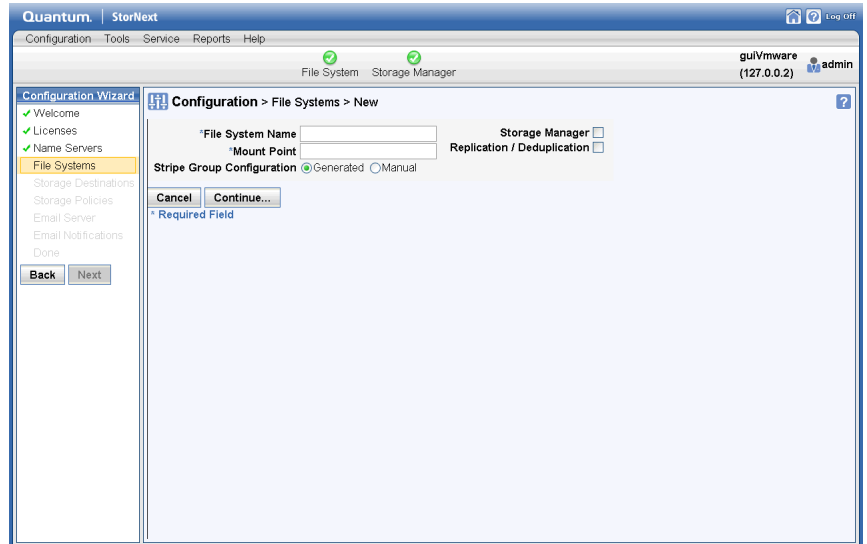 Quantum. StorNext
Log Off
Configuration Tools Service Reports Help
File System Storage Manager
guiVmware
(127.0.0.2)
admin
Configuration Wizard
Welcome
Licenses
Name Servers
File Systems
Storage Destinations
Storage Policies
Email Server
Email Notifications
Done
Back Next
Configuration > File Systems > New
?
*File System Name
Storage Manager
*Mount Point
Replication / Deduplication
Stripe Group Configuration Generated Manual
Cancel Continue...
* Required Field